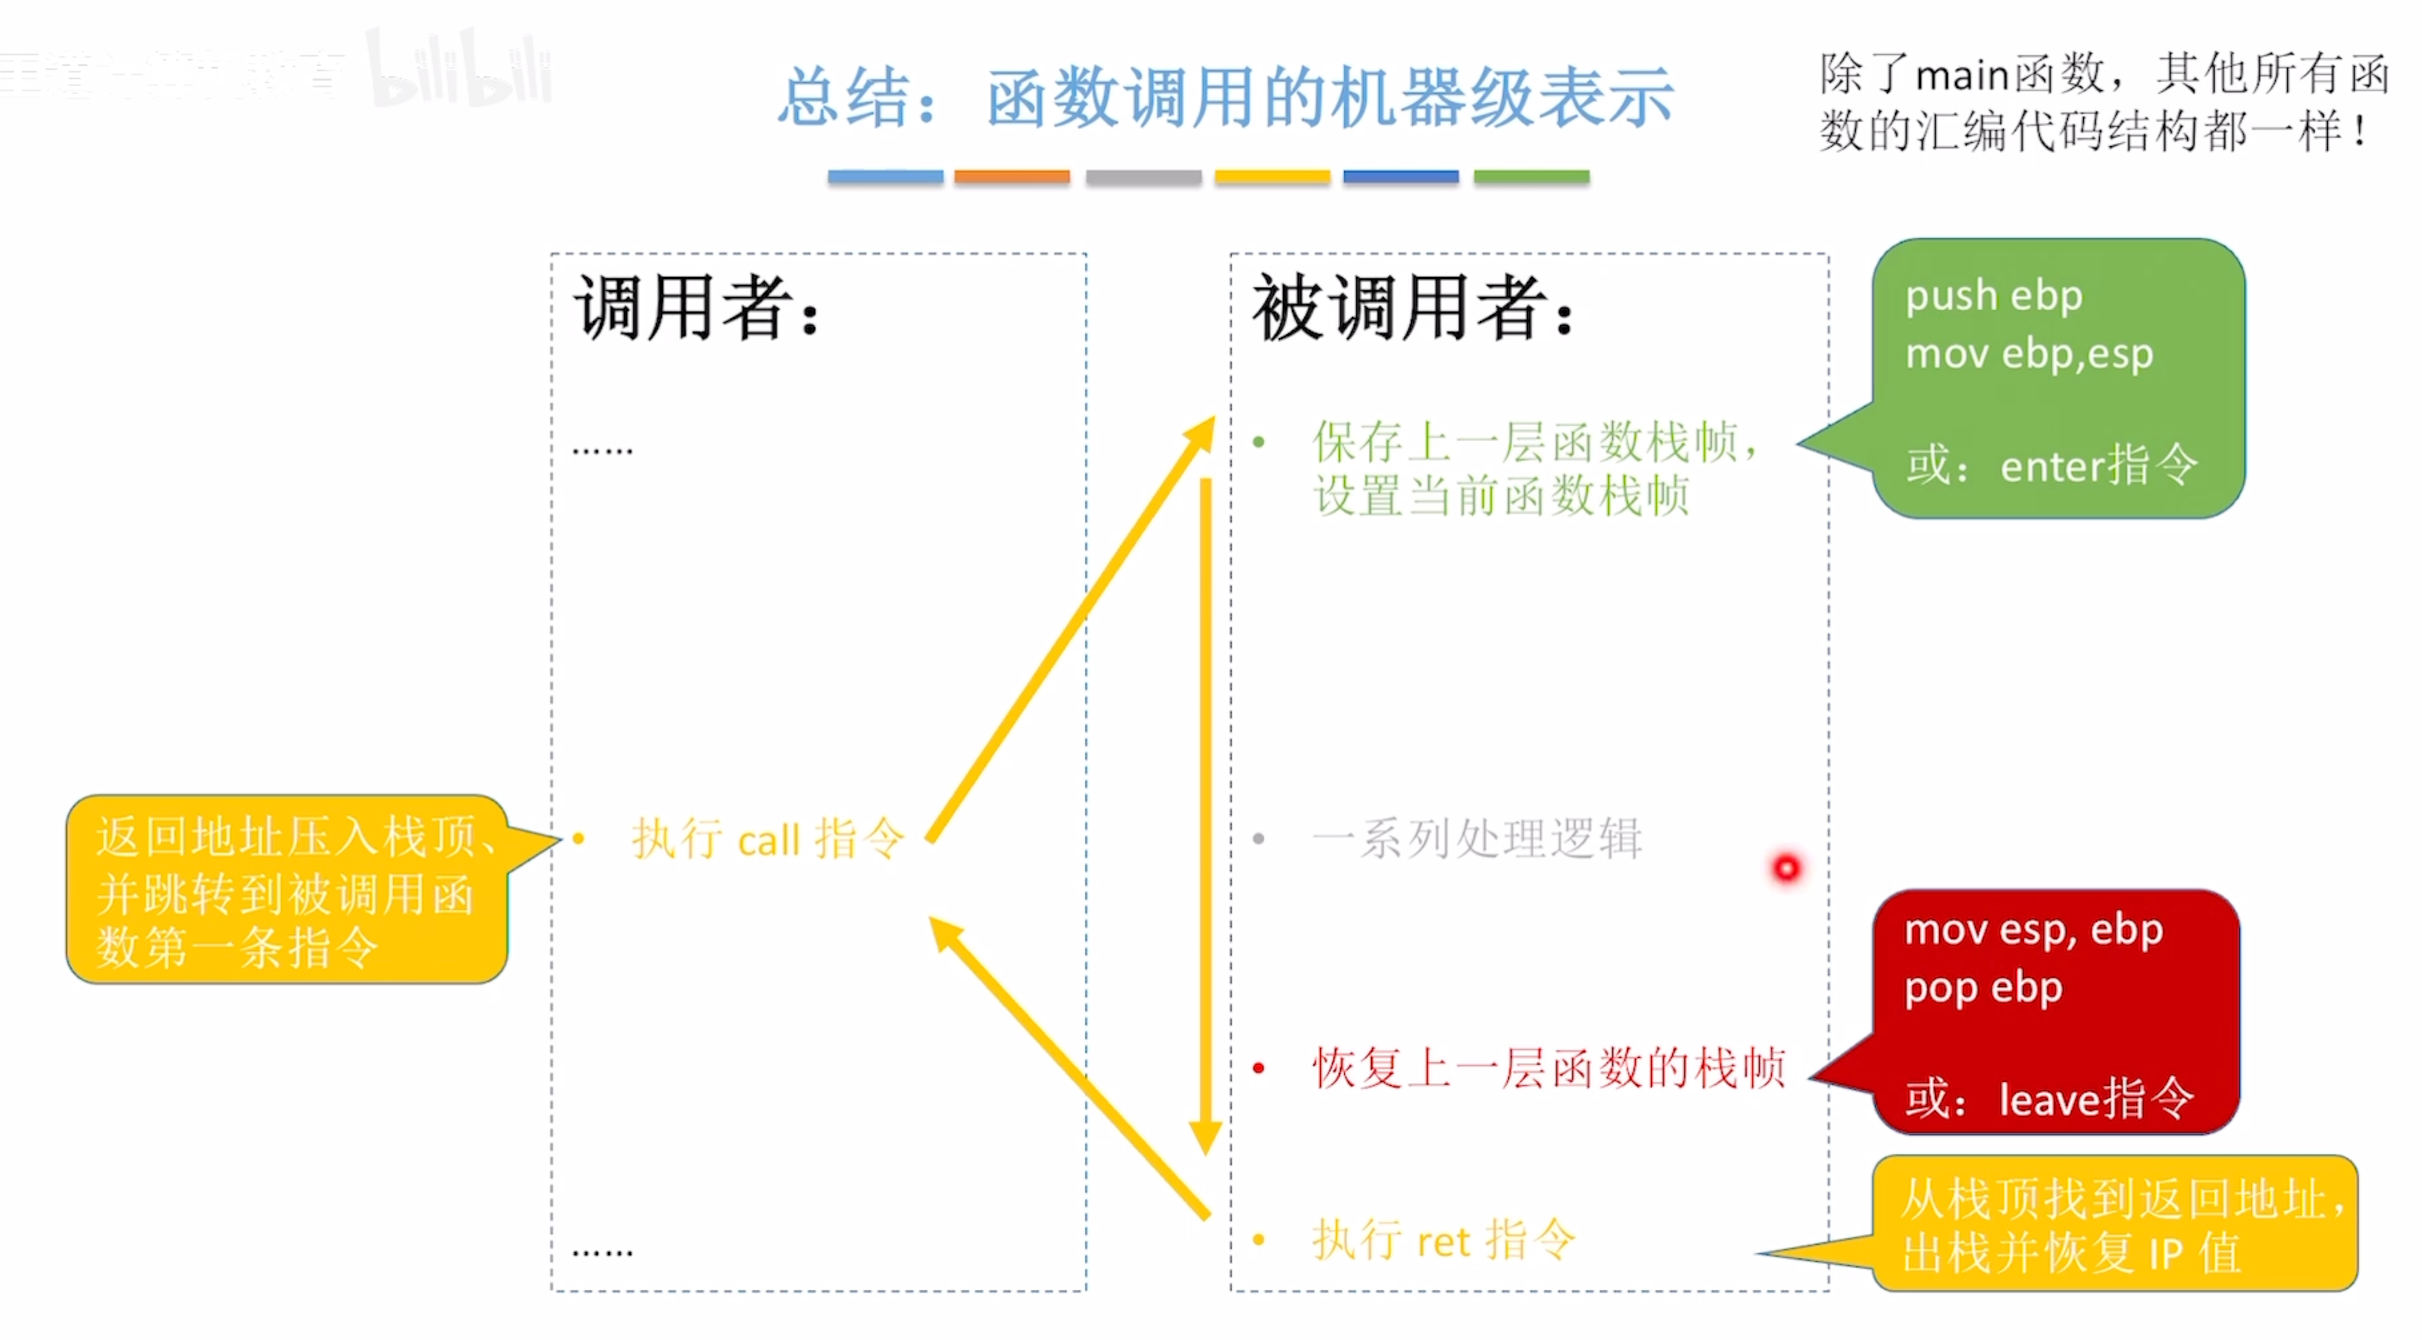 bilibili
总结：函数调用的机器级表示
除了main函数，其他所有函
数的汇编代码结构都一样！
调用者：
……
返回地址压入栈顶、
并跳转到被调用函
数第一条指令
• 执行 call 指令
……
被调用者：
• 保存上一层函数栈帧，
设置当前函数栈帧
push ebp
mov ebp,esp
或：enter指令
• 一系列处理逻辑
• 恢复上一层函数的栈帧
mov esp, ebp
pop ebp
或：leave指令
• 执行 ret 指令
从栈顶找到返回地址，
出栈并恢复 IP 值